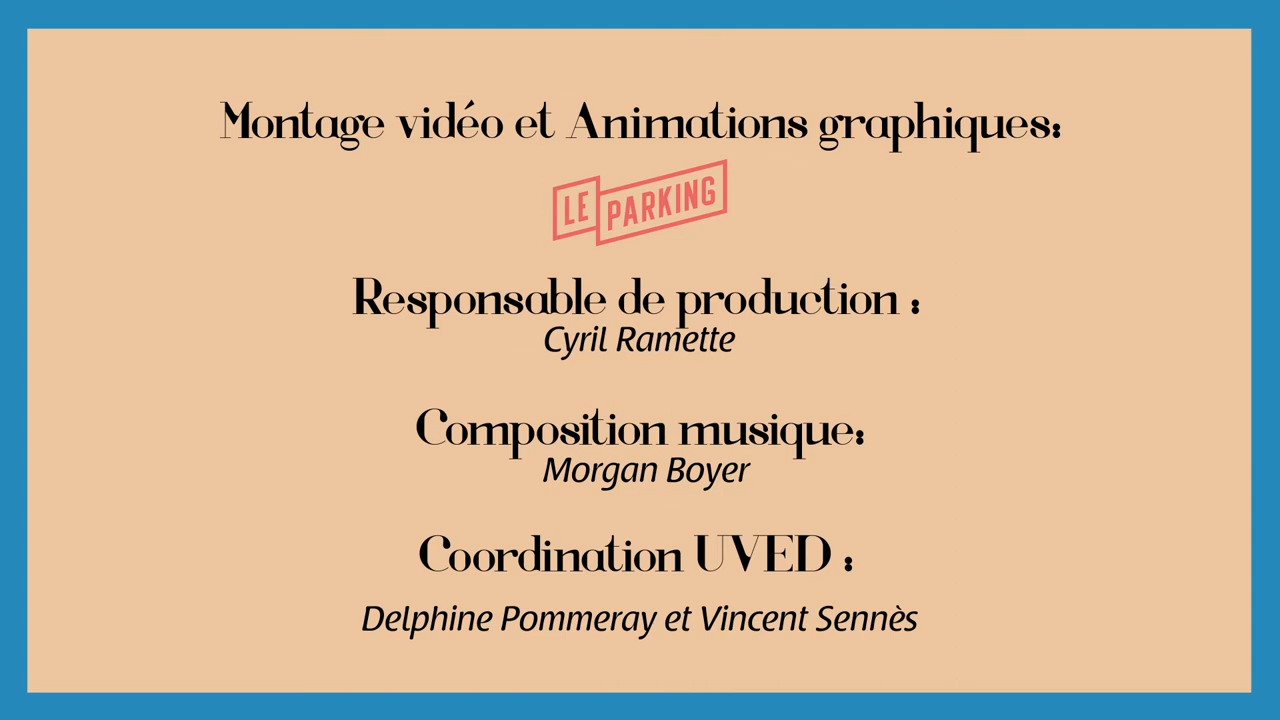 Montage vidéo et Animations graphiques:
LE PARKING
Responsable de production :
Cyril Ramette
Composition musique:
Morgan Boyer
Coordination UVED :
Delphine Pommeray et Vincent Sennès